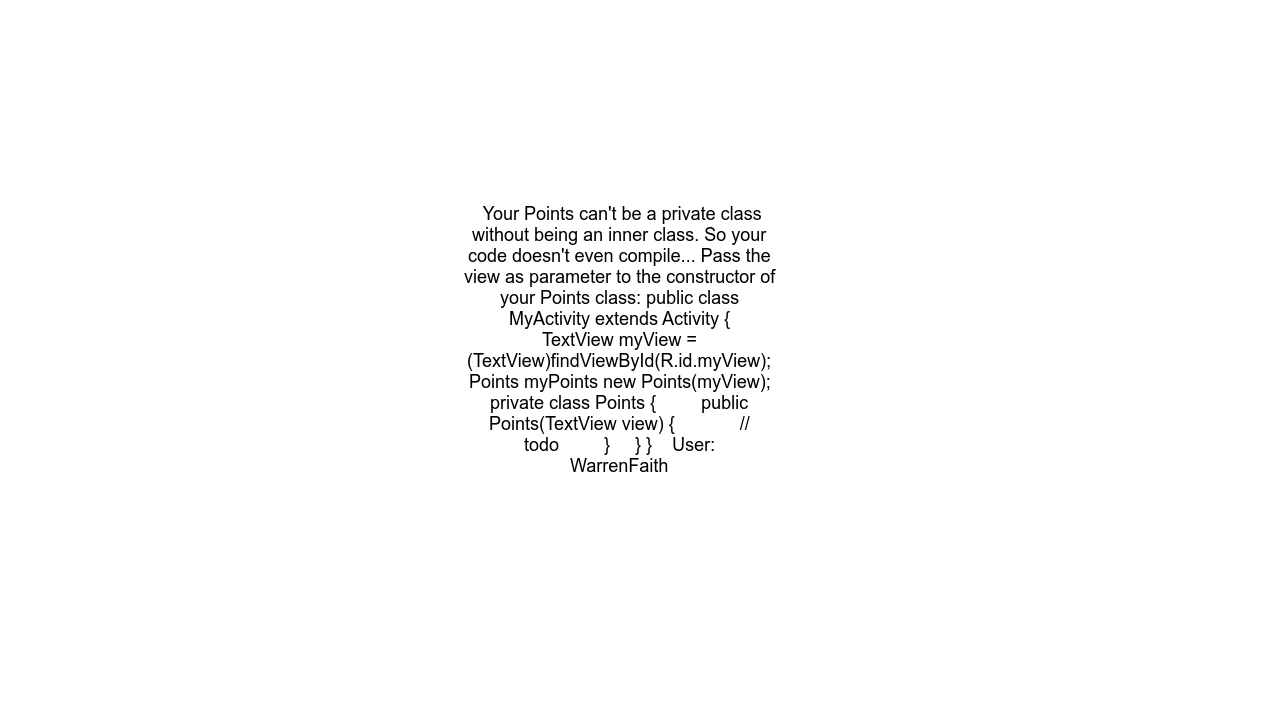 Your Points can't be a private class
without being an inner class. So your
code doesn't even compile... Pass the
view as parameter to the constructor of
your Points class: public class
MyActivity extends Activity {
TextView myView =
(TextView)findViewById(R.id.myView);
Points myPoints new Points(myView);
private class Points {         public
Points(TextView view) {             //
todo         }     } }    User:
WarrenFaith